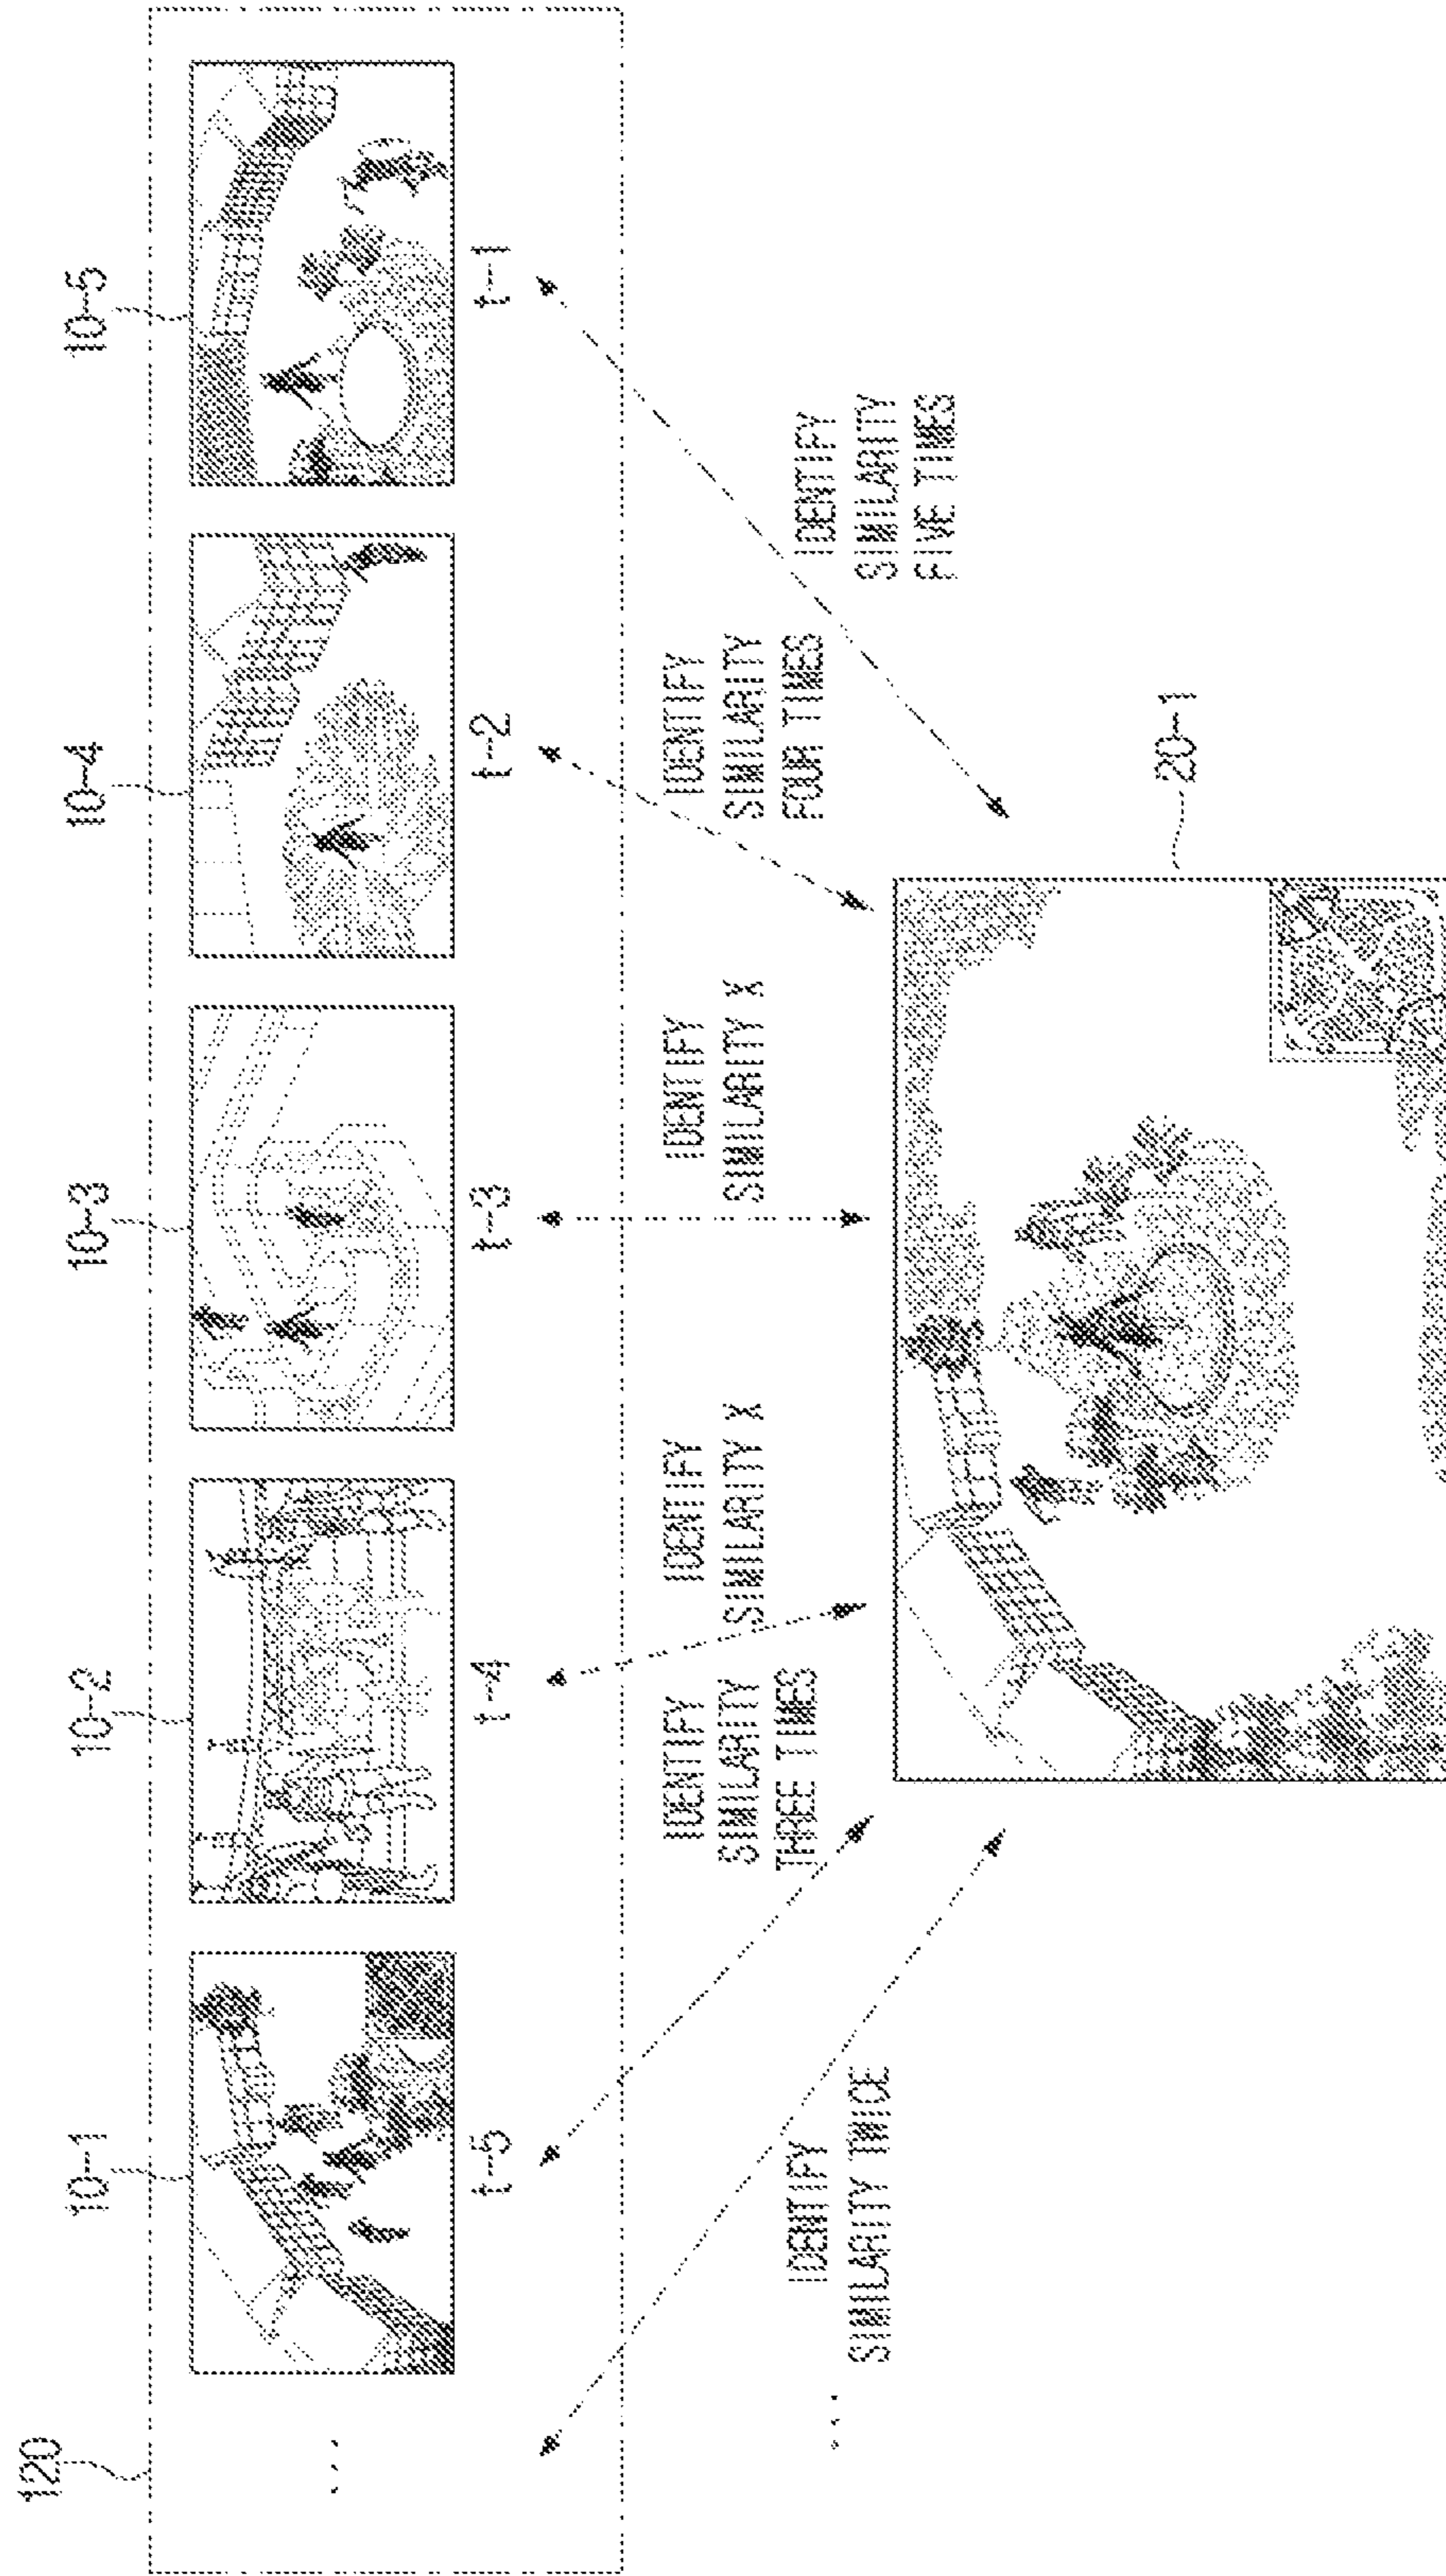 120
10-1
10-2
10-3
10-4
10-5
...
t-5
t-4
t-3
t-2
t-1
IDENTIFY
SIMILARITY TWICE
...
IDENTIFY
SIMILARITY
THREE TIMES
IDENTIFY
SIMILARITY X
IDENTIFY
SIMILARITY X
IDENTIFY
SIMILARITY
FOUR TIMES
IDENTIFY
SIMILARITY
FIVE TIMES
20-1